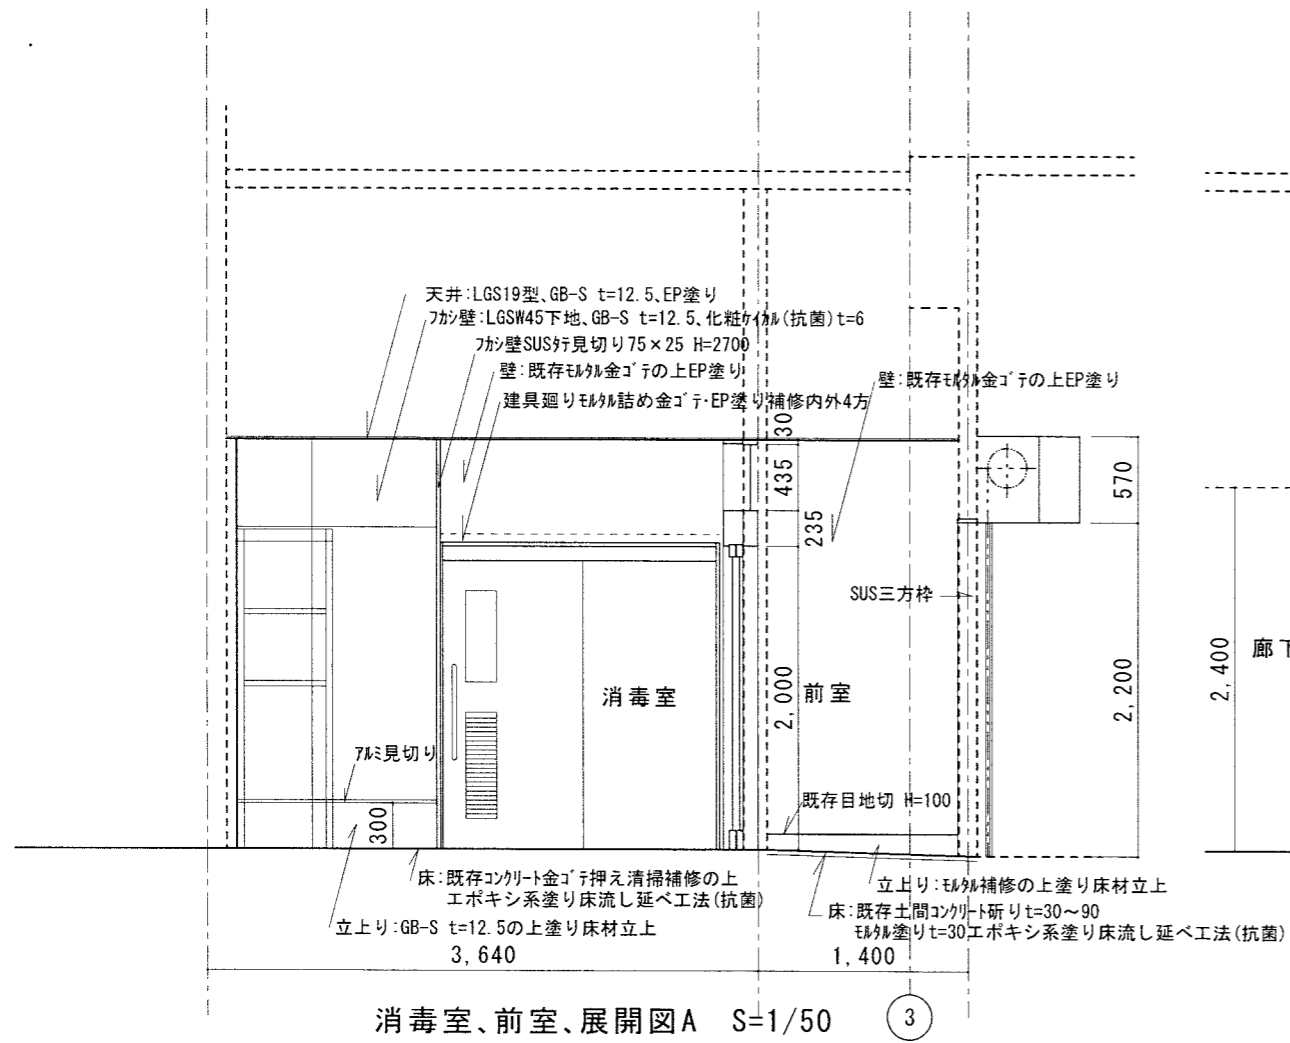 天井:LGS19型、GB-S t=12.5、EP塗り
フカシ壁:LGSW45下地、GB-S t=12.5、化粧ケイカル(抗菌)t=6
フカシ壁SUSタテ見切り75×25 H=2700
壁:既存モルタル金ゴテの上EP塗り
建具廻りモルタル詰め金ゴテ・EP塗り補修内外4方
壁:既存モルタル金ゴテの上EP塗り
30
435
235
570
SUS三方枠
2,000
2,200
2,400
廊下
消毒室
前室
アルミ見切り
300
既存目地切 H=100
床:既存コンクリート金ゴテ押え清掃補修の上
エポキシ系塗り床流し延べ工法(抗菌)
立上り:GB-S t=12.5の上塗り床材立上
立上り:モルタル補修の上塗り床材立上
床:既存土間コンクリート斫りt=30~90
モルタル塗りt=30エポキシ系塗り床流し延べ工法(抗菌)
3,640
1,400
消毒室、前室、展開図A S=1/50
3